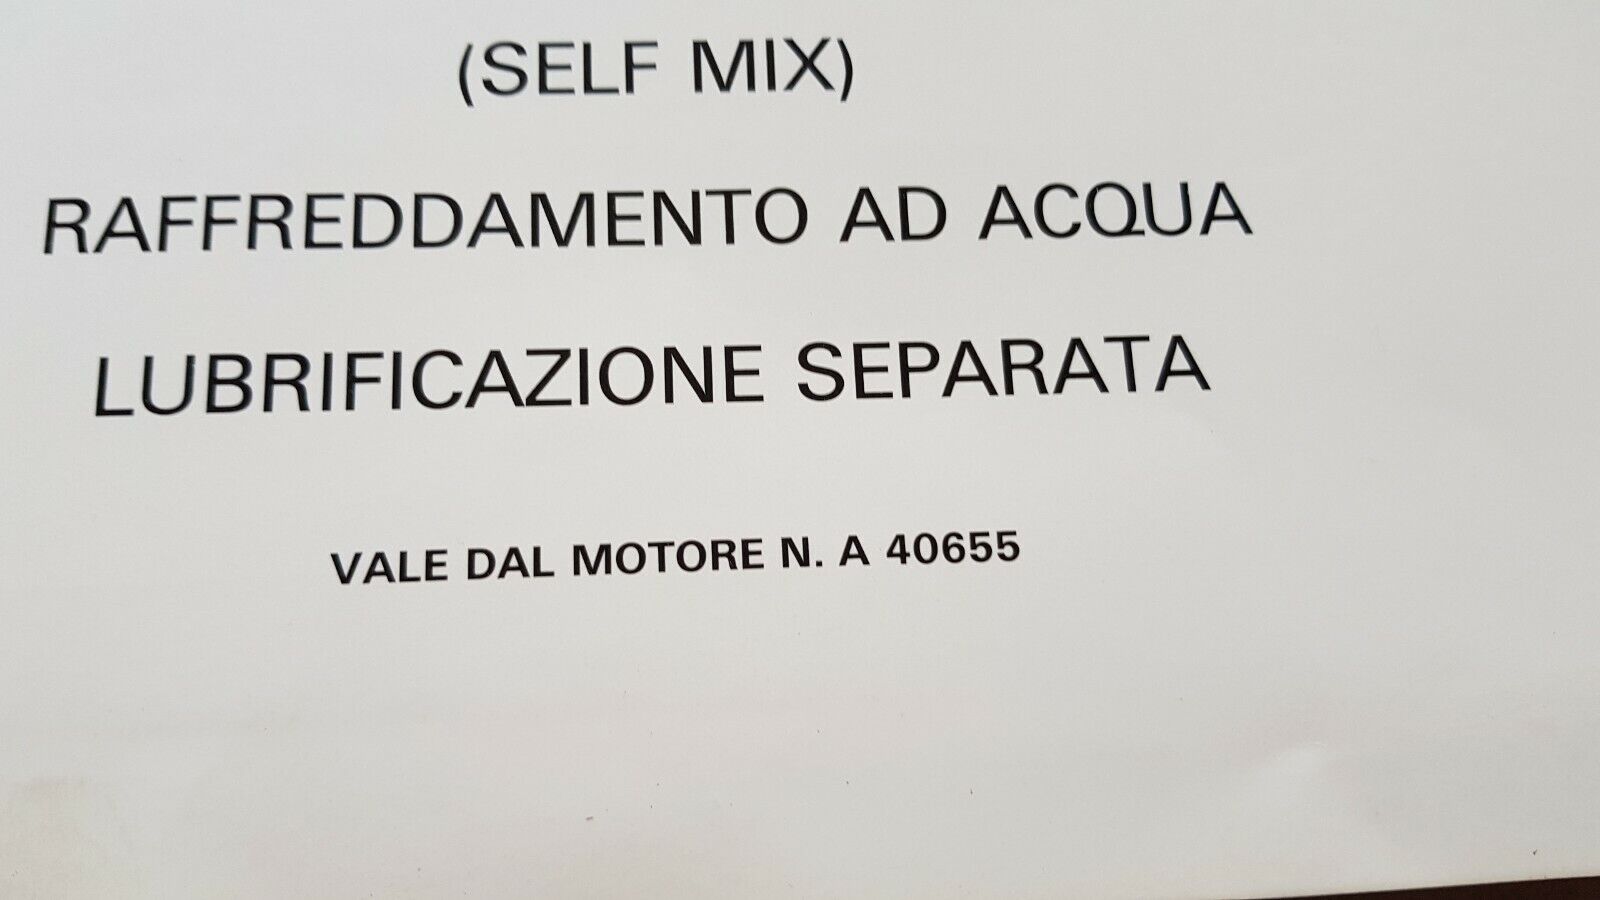 (SELF MIX)
RAFFREDDAMENTO AD ACQUA
LUBRIFICAZIONE SEPARATA
VALE DAL MOTORE N. A 40655